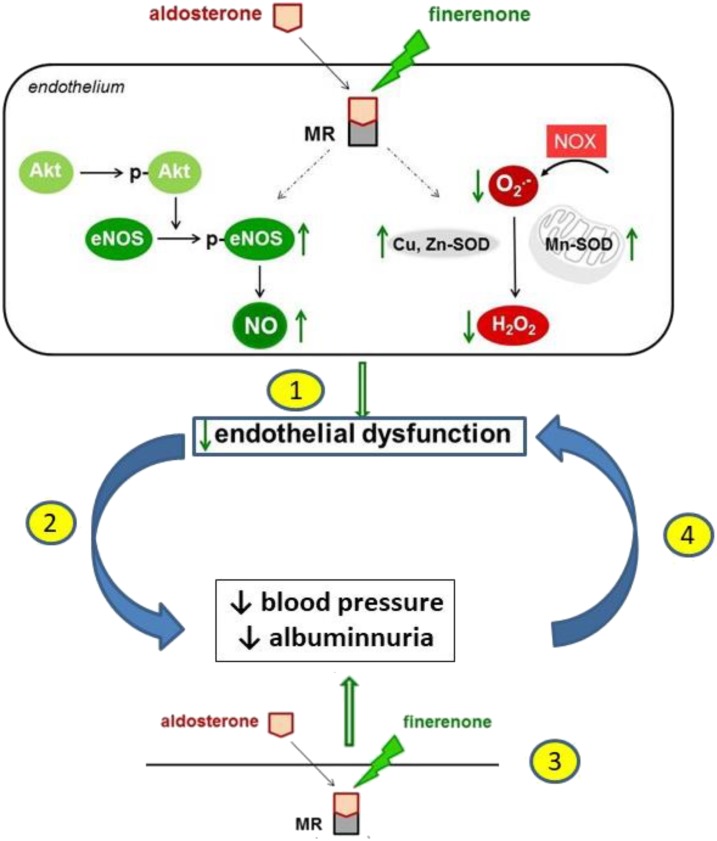 aldosterone
finerenone
endothelium
MR
NOX
Akt
p-Akt
O₂·-
eNOS
p-eNOS
Cu, Zn-SOD
Mn-SOD
NO
H₂O₂
1
↓ endothelial dysfunction
2
4
↓ blood pressure
↓ albuminnuria
aldosterone
finerenone
3
MR